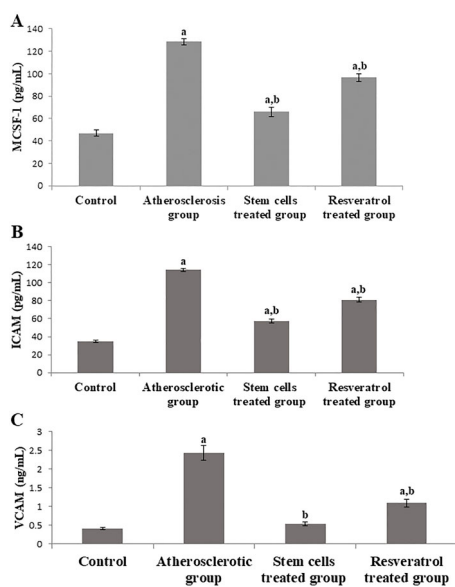 A
MCSF-1 (pg/mL)
140
120
100
80
60
40
20
0
a
a,b
a,b
Control
Atherosclerosis group
Stem cells treated group
Resveratrol treated group
B
ICAM (pg/mL)
140
120
100
80
60
40
20
0
a
a,b
a,b
Control
Atherosclerotic group
Stem cells treated group
Resveratrol treated group
C
VCAM (ng/mL)
3
2.5
2
1.5
1
0.5
0
a
b
a,b
Control
Atherosclerotic group
Stem cells treated group
Resveratrol treated group